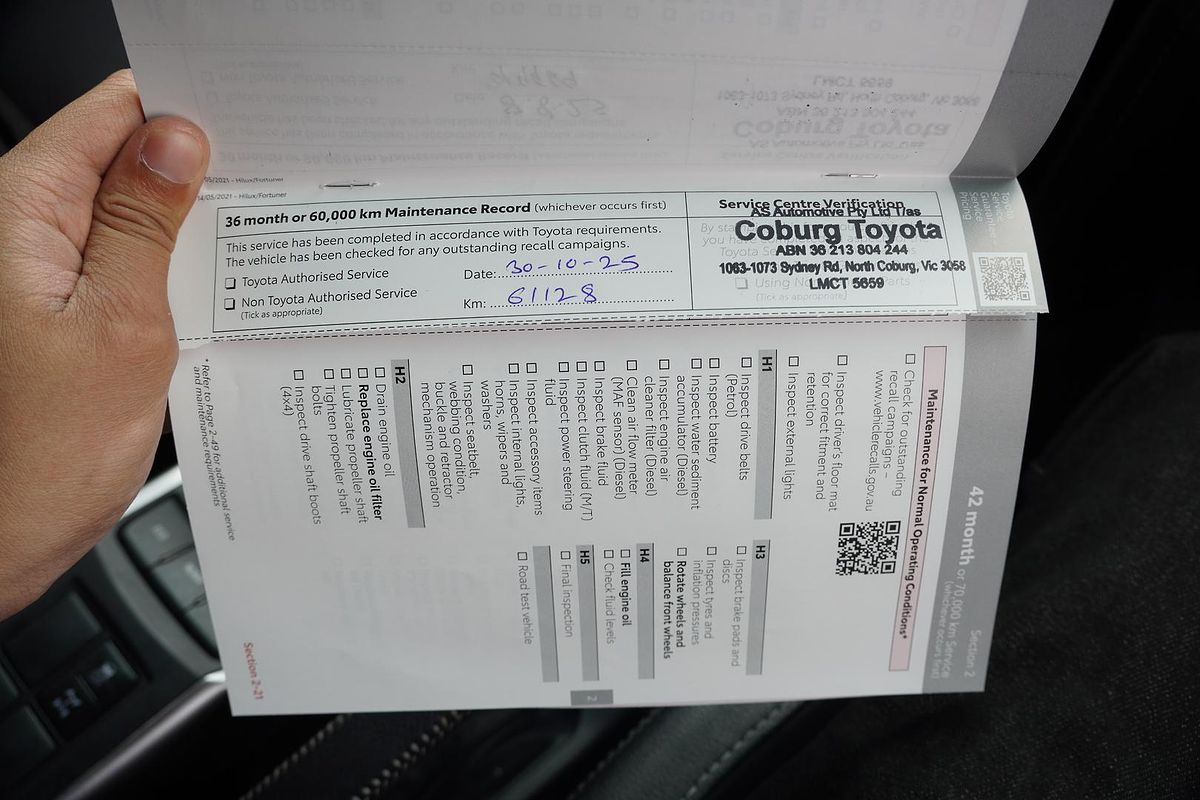 14/05/2021 - Hilux/Fortuner
36 month or 60,000 km Maintenance Record (whichever occurs first)
This service has been completed in accordance with Toyota requirements.
The vehicle has been checked for any outstanding recall campaigns.
☐ Toyota Authorised Service
☐ Non Toyota Authorised Service
(Tick as appropriate)
Date: 30-10-25
Km: 61128
Service Centre Verification
AS Automotive Pty Ltd T/as
Coburg Toyota
ABN 36 213 804 244
1063-1073 Sydney Rd, North Coburg, Vic 3058
LMCT 5659
(Tick as appropriate)
Toyota
Service
Guarantee
Service
Pricing
Section 2
42 month or 70,000 km Service
(whichever occurs first)
Maintenance for Normal Operating Conditions*
☐ Check for outstanding
recall campaigns –
www.vehiclerecalls.gov.au
☐ Inspect driver's floor mat
for correct fitment and
retention
☐ Inspect external lights
H1
☐ Inspect drive belts
(Petrol)
☐ Inspect battery
☐ Inspect water sediment
accumulator (Diesel)
☐ Inspect engine air
cleaner filter (Diesel)
☐ Clean air flow meter
(MAF sensor) (Diesel)
☐ Inspect brake fluid
☐ Inspect clutch fluid (M/T)
☐ Inspect power steering
fluid
☐ Inspect accessory items
☐ Inspect internal lights,
horns, wipers and
washers
☐ Inspect seatbelt,
webbing condition,
buckle and retractor
mechanism operation
H2
☐ Drain engine oil
☐ Replace engine oil filter
☐ Lubricate propeller shaft
☐ Tighten propeller shaft
bolts
☐ Inspect drive shaft boots
(4x4)
H3
☐ Inspect brake pads and
discs
☐ Inspect tyres and
inflation pressures
☐ Rotate wheels and
balance front wheels
H4
☐ Fill engine oil
☐ Check fluid levels
H5
☐ Final inspection
☐ Road test vehicle
2
* Refer to Page 2-49 for additional service
and maintenance requirements
Section 2-21